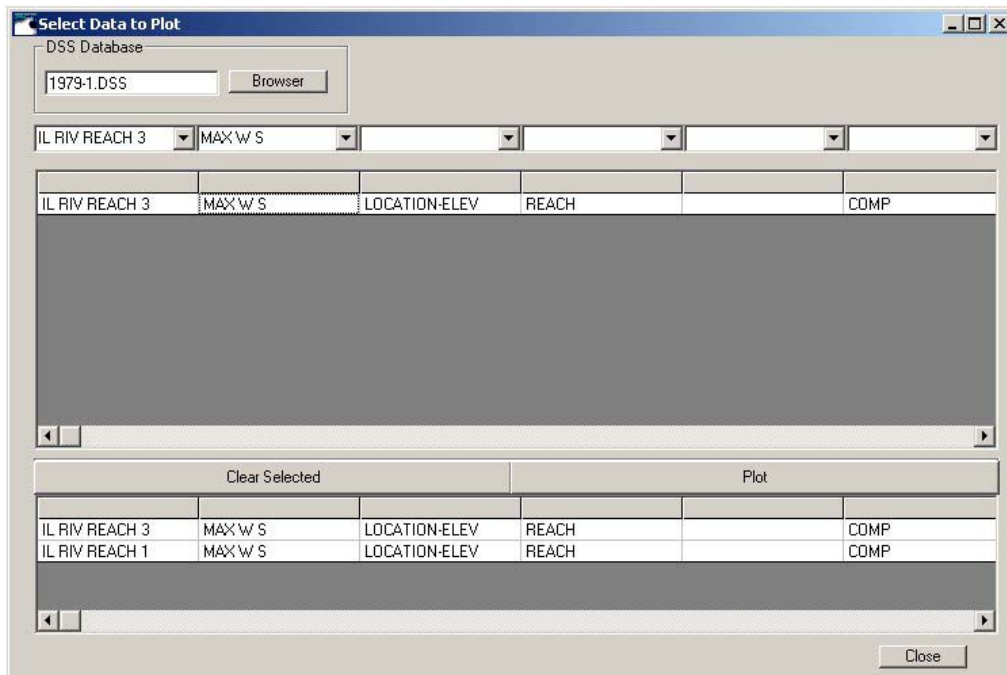 Select Data to Plot
DSS Database
1979-1.DSS Browser
IL RIV REACH 3 MAX W S
IL RIV REACH 3 MAX W S LOCATION-ELEV REACH COMP
Clear Selected Plot
IL RIV REACH 3 MAX W S LOCATION-ELEV REACH COMP
IL RIV REACH 1 MAX W S LOCATION-ELEV REACH COMP
Close